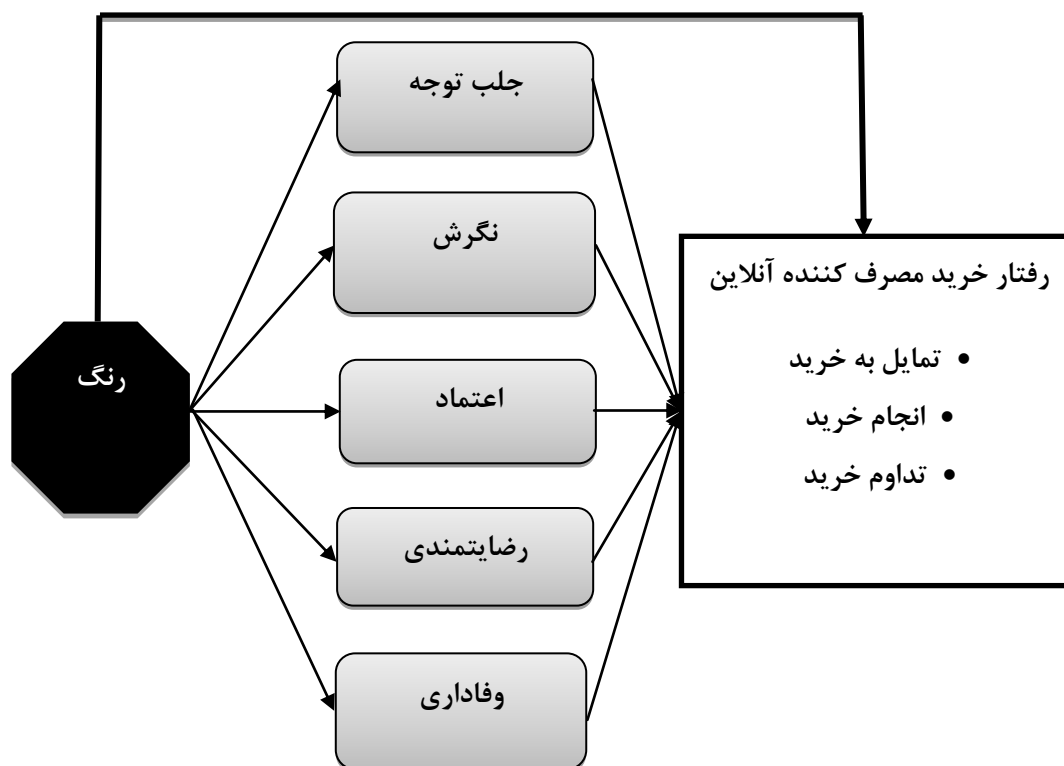 جلب توجه
نگرش
رفتار خرید مصرف کننده آنلاین
• تمایل به خرید
رنگ
اعتماد
• انجام خرید
• تداوم خرید
رضایتمندی
وفاداری